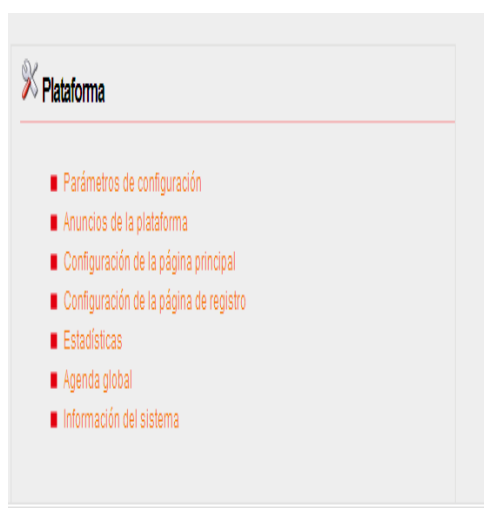 Plataforma
Parámetros de configuración
Anuncios de la plataforma
Configuración de la página principal
Configuración de la página de registro
Estadísticas
Agenda global
Información del sistema